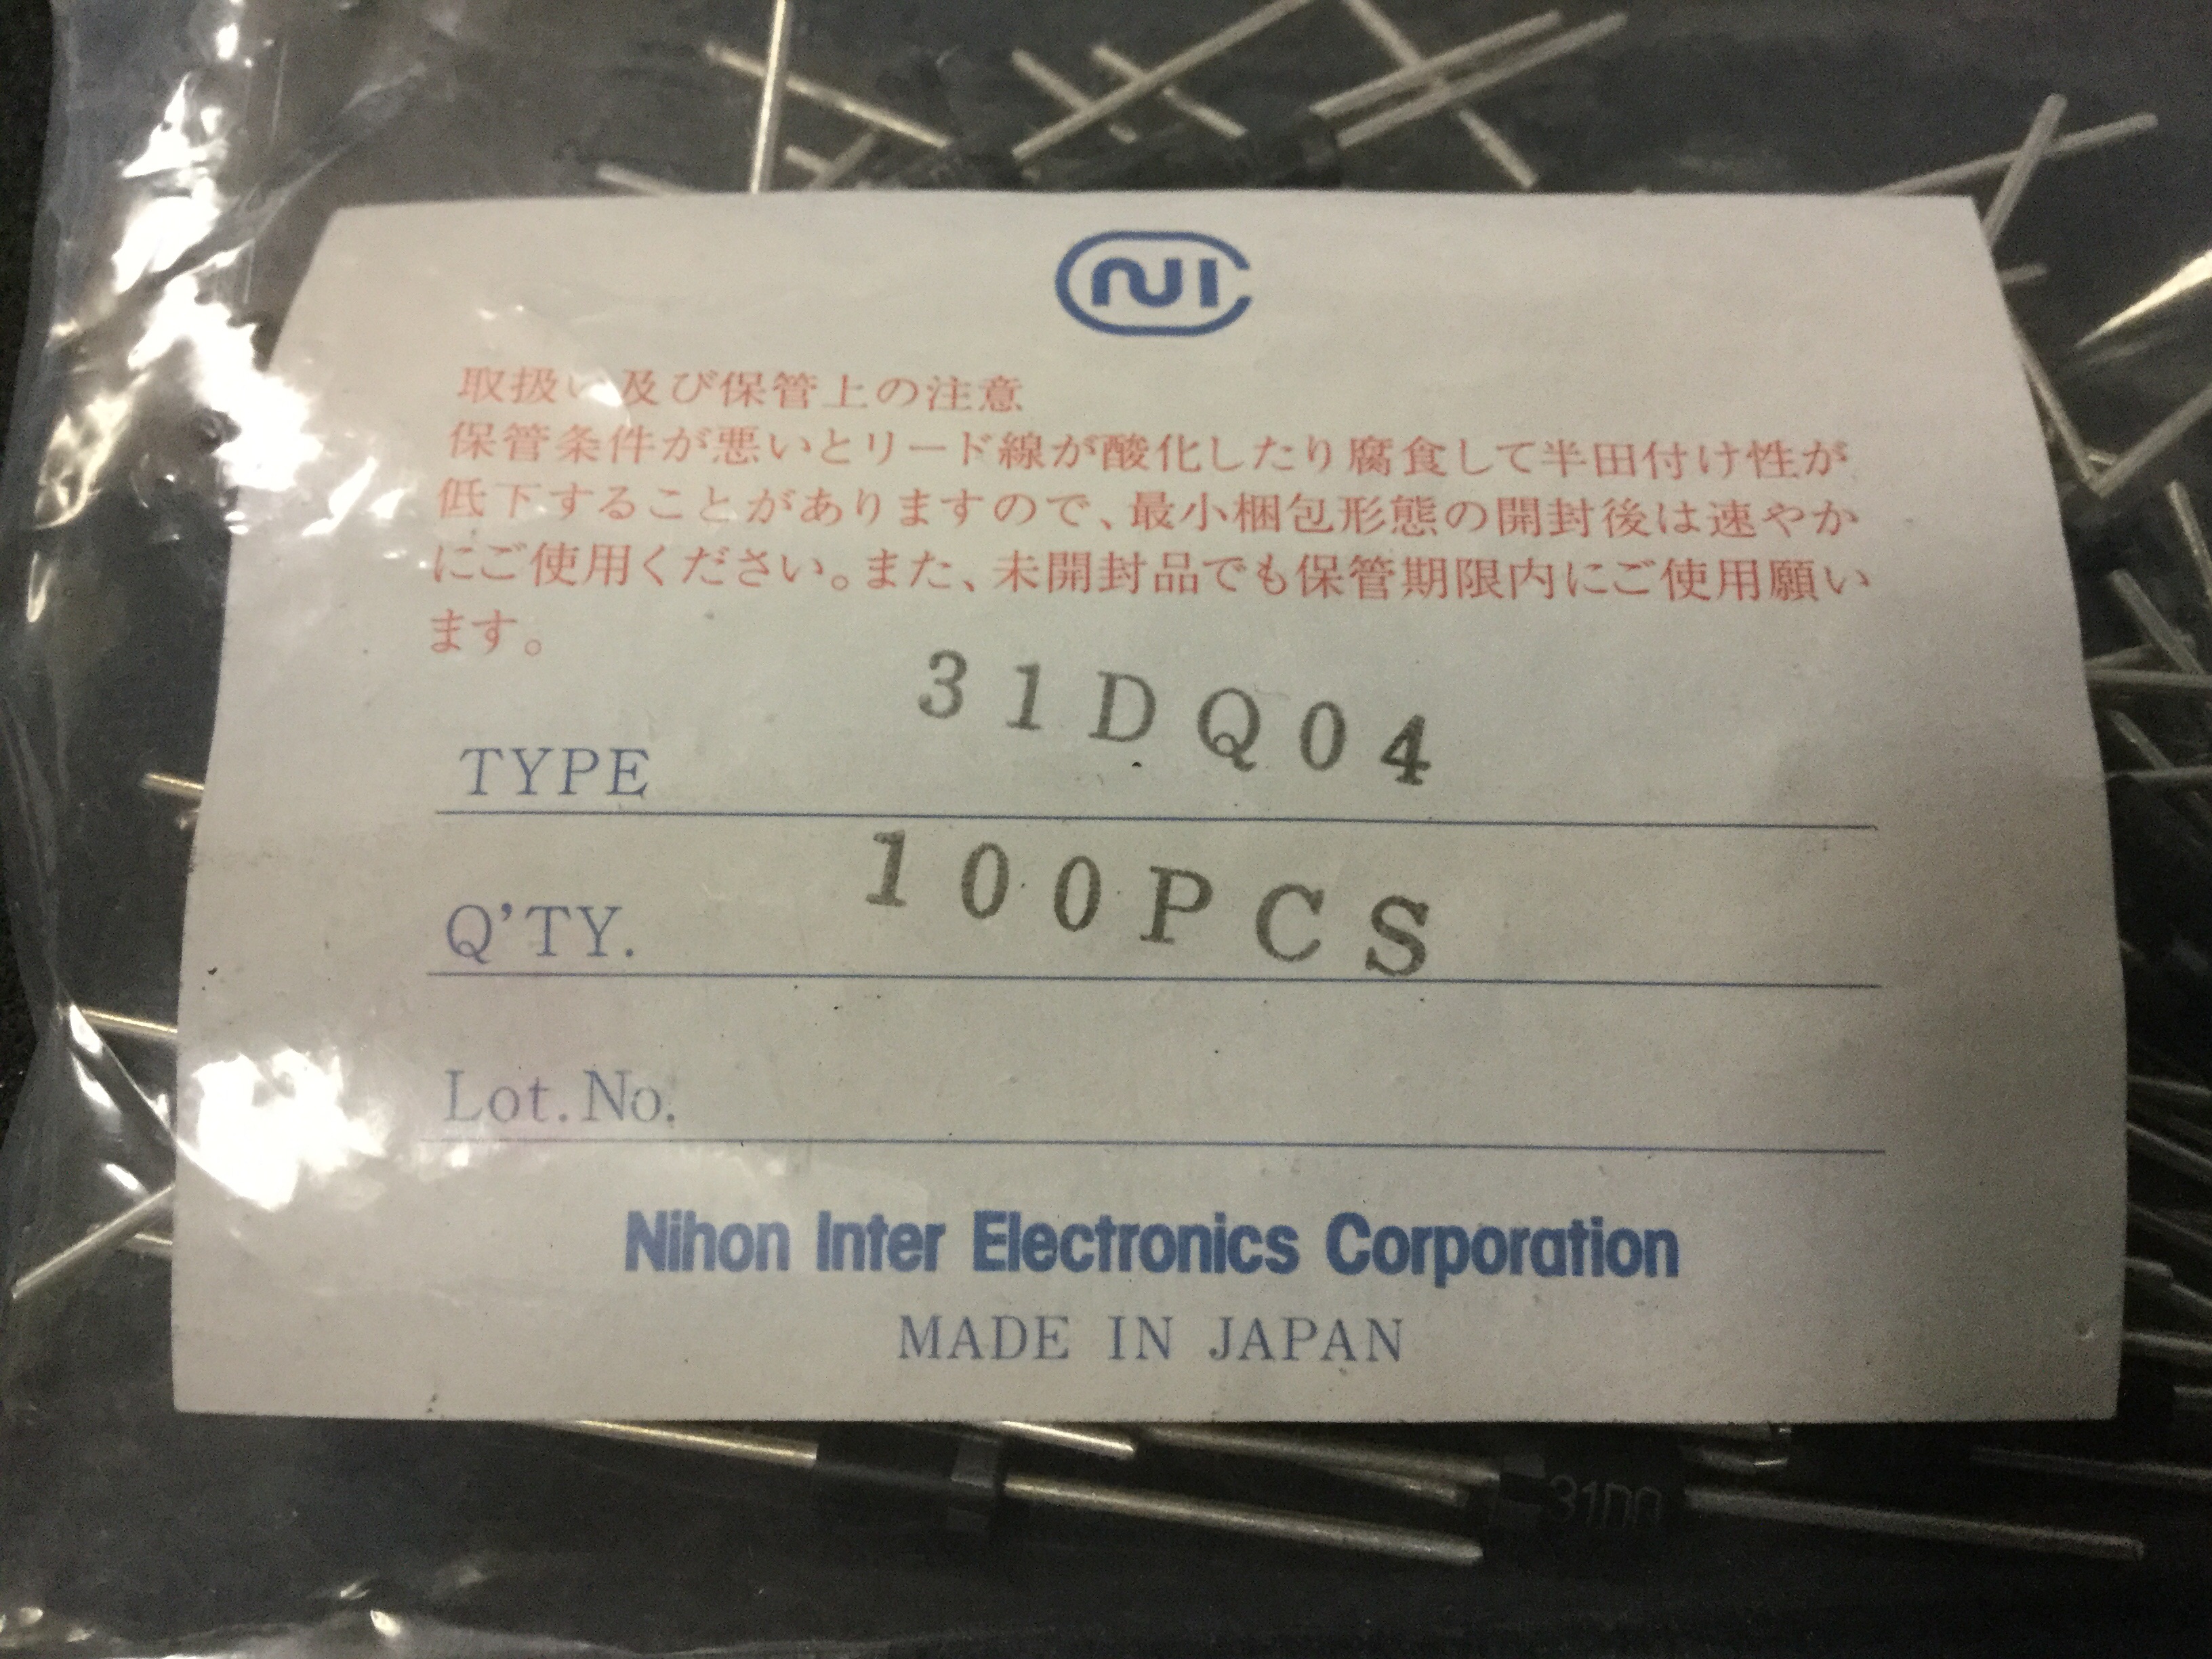 NIC
取扱い及び保管上の注意
保管条件が悪いとリード線が酸化したり腐食して半田付け性が
低下することがありますので、最小梱包形態の開封後は速やか
にご使用ください。また、未開封品でも保管期限内にご使用願い
ます。
TYPE 31DQ04
Q'TY. 100PCS
Lot.No.
Nihon Inter Electronics Corporation
MADE IN JAPAN